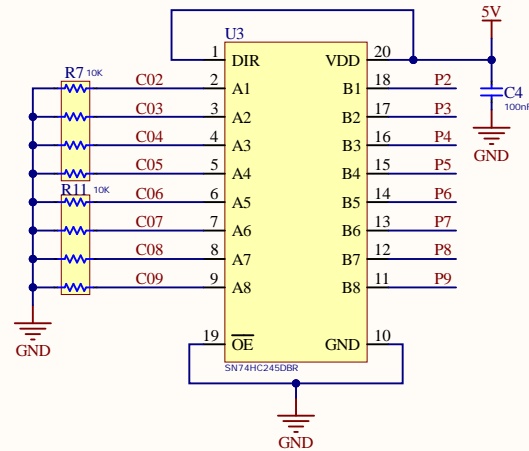 5V
U3
1 DIR VDD 20
R7 10K C02 2 A1 B1 18 P2
C03 3 A2 B2 17 P3
C4
100nF
C04 4 A3 B3 16 P4
GND
C05 5 A4 B4 15 P5
R11 10K C06 6 A5 B5 14 P6
C07 7 A6 B6 13 P7
C08 8 A7 B7 12 P8
C09 9 A8 B8 11 P9
19 OE GND 10
GND
SN74HC245DBR
GND